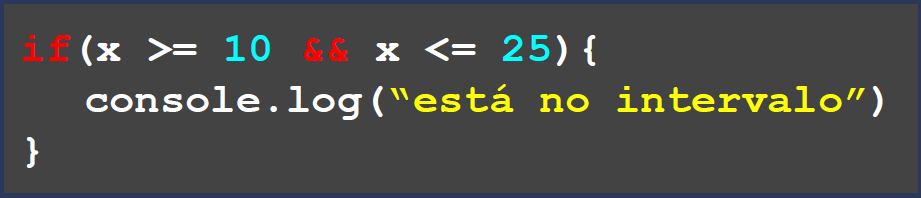 if(x >= 10 && x <= 25){
console.log(“está no intervalo”)
}